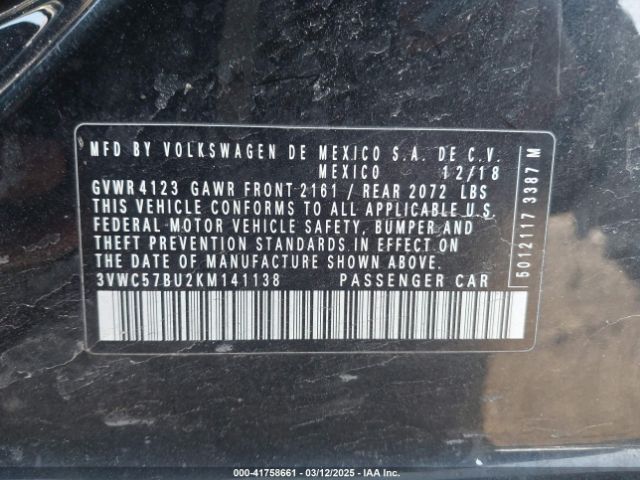 MFD BY VOLKSWAGEN DE MEXICO S.A. DE C.V.
MEXICO 12/18
GVWR 4123 GAWR FRONT 2161 / REAR 2072 LBS
THIS VEHICLE CONFORMS TO ALL APPLICABLE U.S.
FEDERAL MOTOR VEHICLE SAFETY, BUMPER AND
THEFT PREVENTION STANDARDS IN EFFECT ON
THE DATE OF MANUFACTURE SHOWN ABOVE.
3VWC57BU2KM141138 PASSENGER CAR
5012117 3387 M
000-41758661 | 03/12/2025 - IAA Inc.